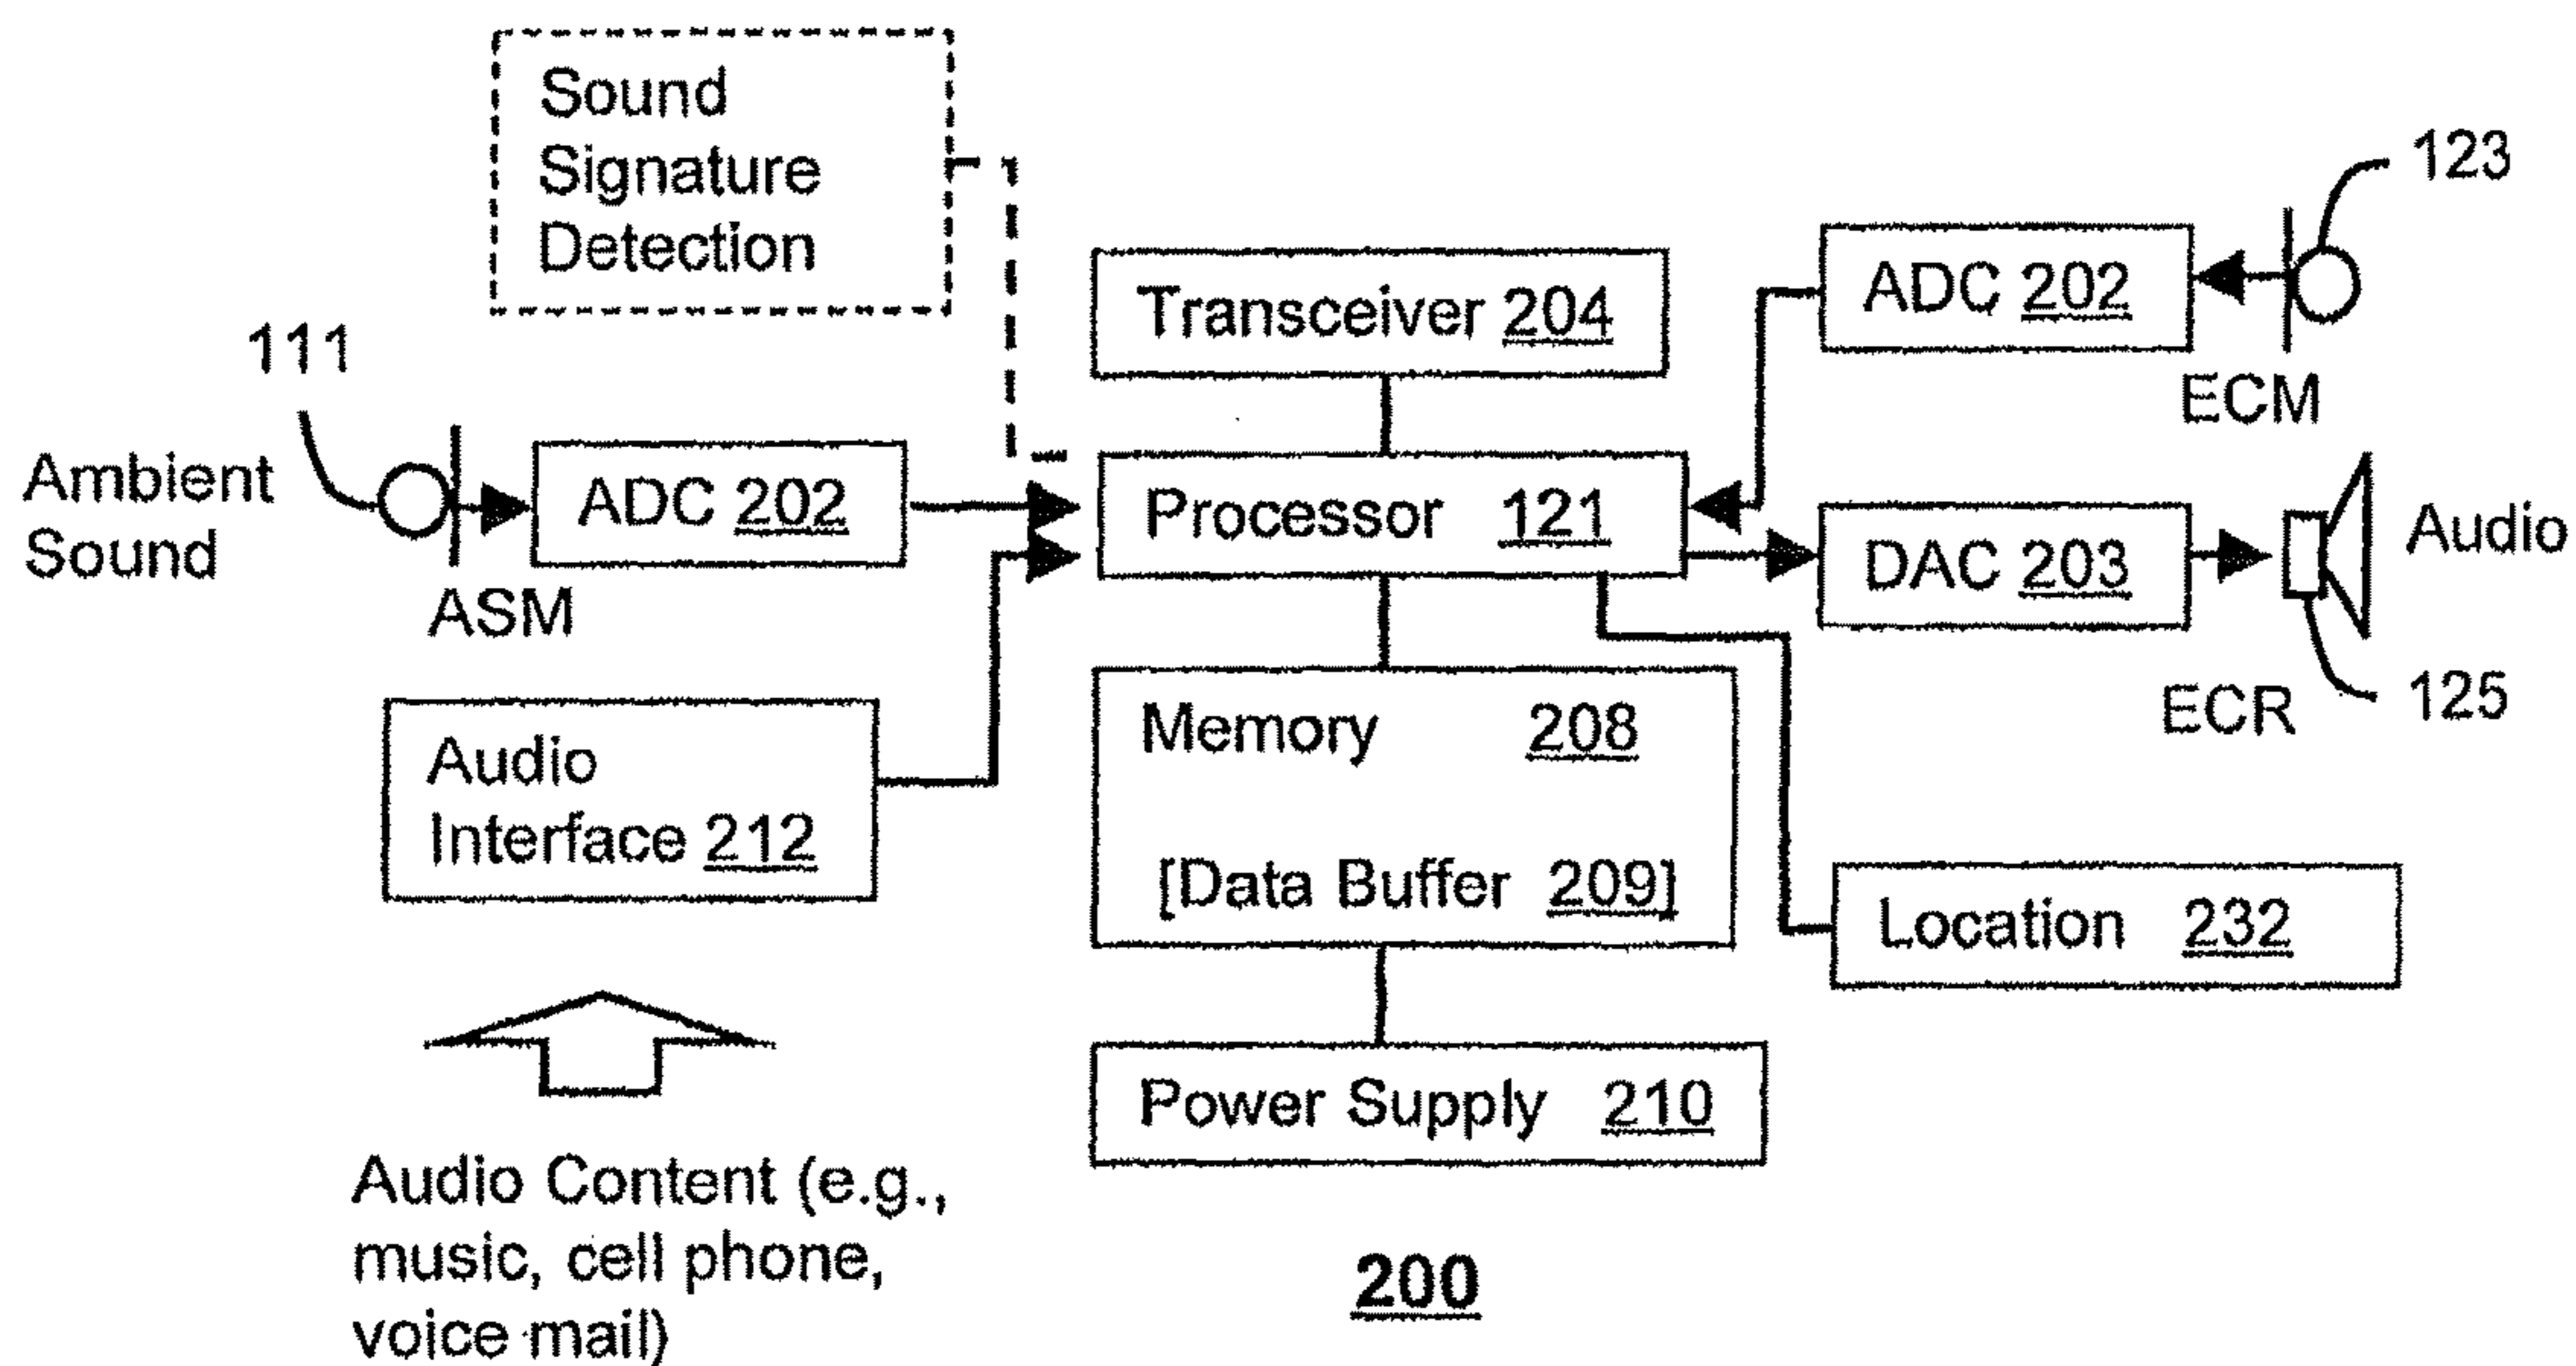 Sound
Signature
Detection
111
Ambient
Sound
ASM
ADC 202
Audio
Interface 212
Audio Content (e.g.,
music, cell phone,
voice mail)
Transceiver 204
Processor 121
Memory 208
[Data Buffer 209]
Power Supply 210
200
ADC 202
123
ECM
DAC 203
Audio
ECR
125
Location 232